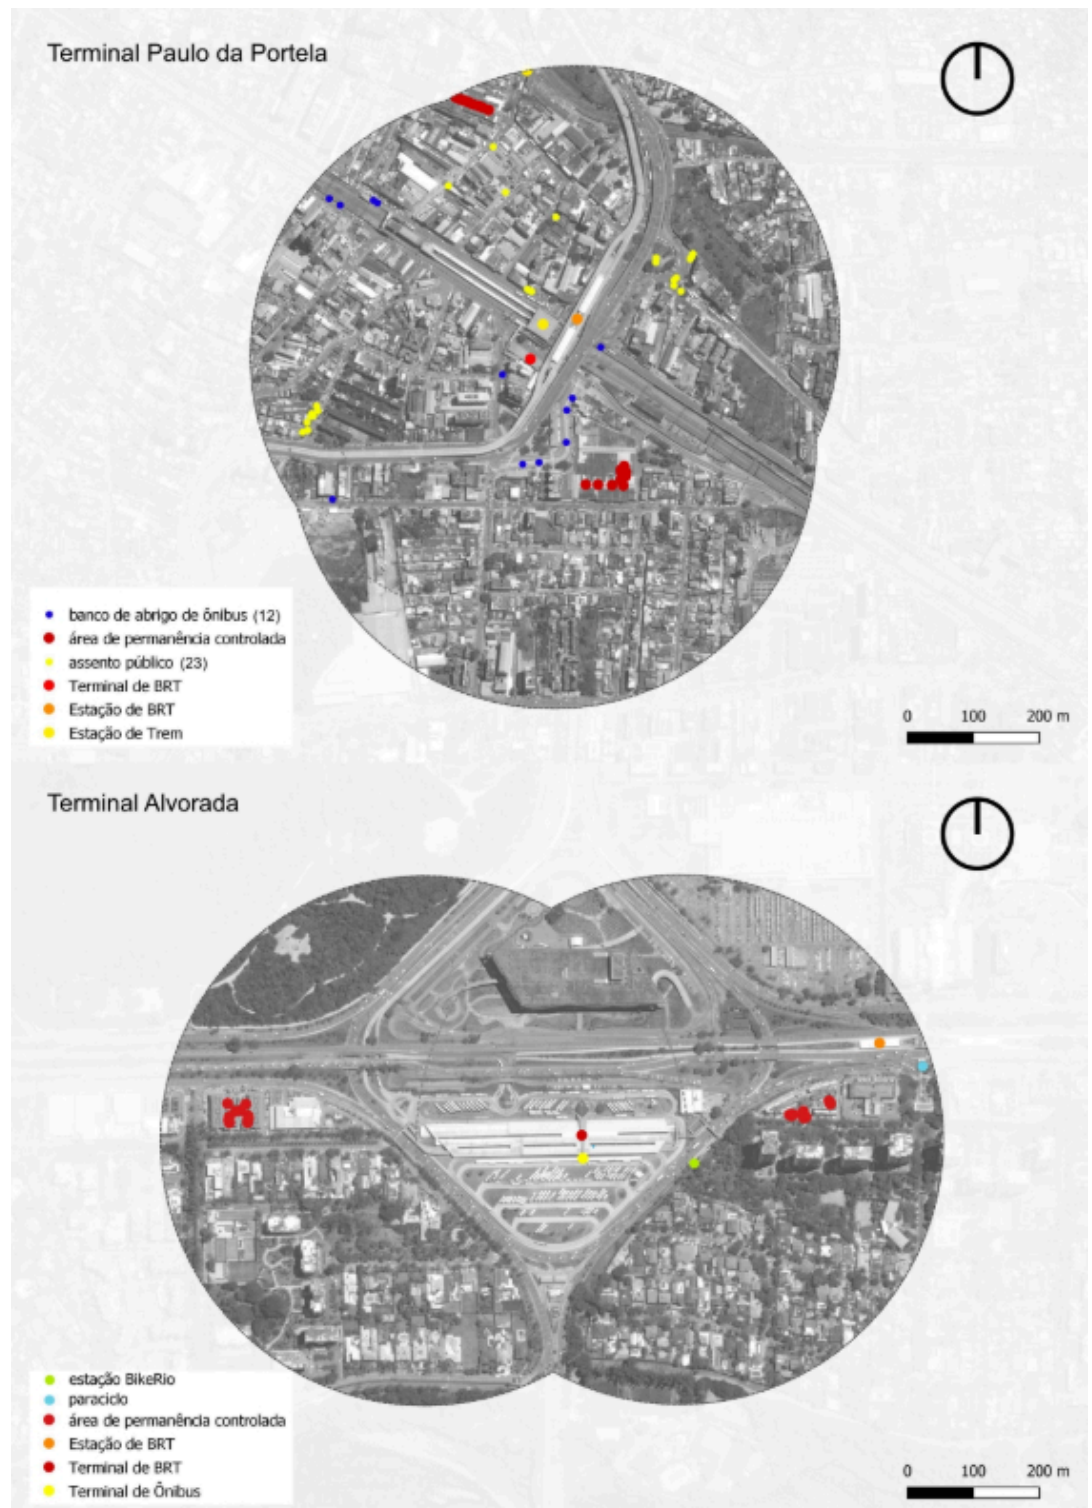 Terminal Paulo da Portela
banco de abrigo de ônibus (12)
área de permanência controlada
assento público (23)
Terminal de BRT
Estação de BRT
Estação de Trem
0 100 200 m
Terminal Alvorada
estação BikeRio
paraciclo
área de permanência controlada
Estação de BRT
Terminal de BRT
Terminal de Ônibus
0 100 200 m